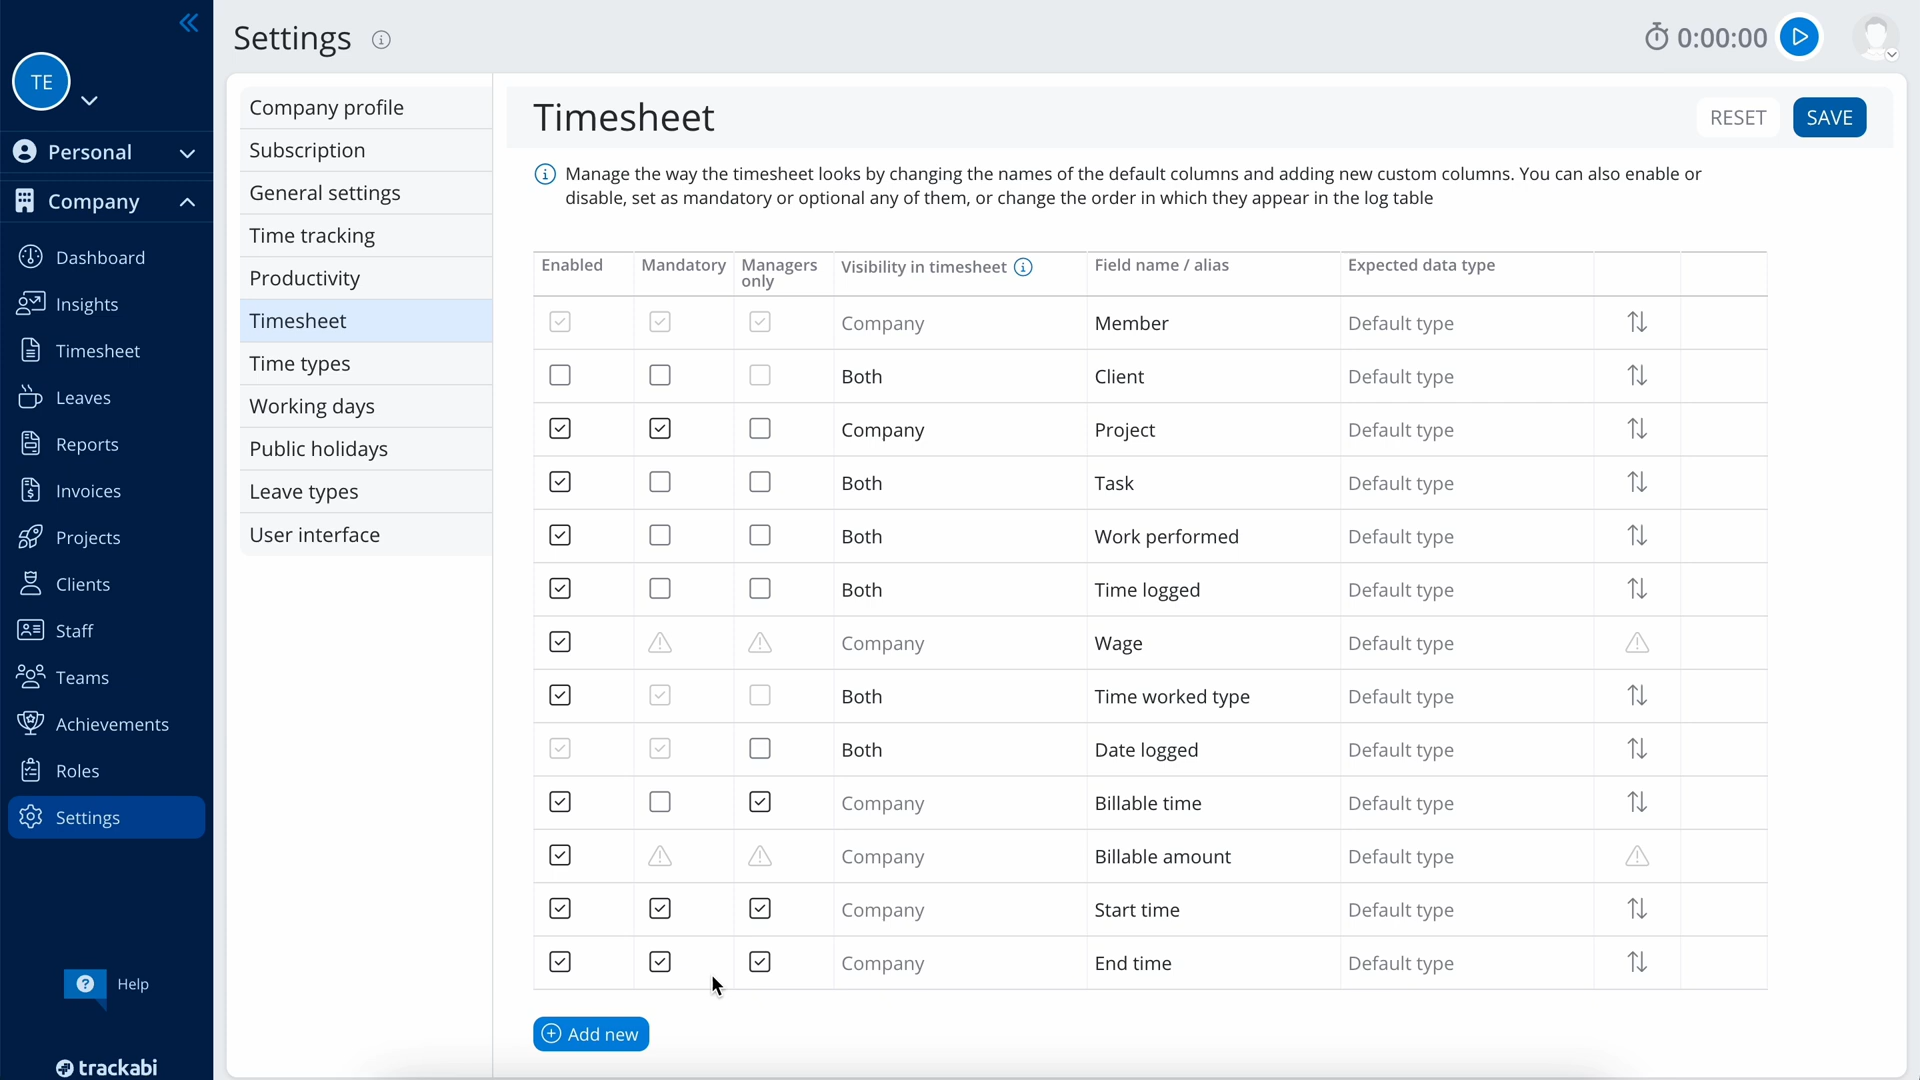 Settings
0:00:00
TE
Personal
Company
Dashboard
Insights
Timesheet
Leaves
Reports
Invoices
Projects
Clients
Staff
Teams
Achievements
Roles
Settings
Help
trackabi
Company profile
Subscription
General settings
Time tracking
Productivity
Timesheet
Time types
Working days
Public holidays
Leave types
User interface
Timesheet
RESET
SAVE
Manage the way the timesheet looks by changing the names of the default columns and adding new custom columns. You can also enable or
disable, set as mandatory or optional any of them, or change the order in which they appear in the log table
Enabled Mandatory Managers only Visibility in timesheet Field name / alias Expected data type
Company Member Default type
Both Client Default type
Company Project Default type
Both Task Default type
Both Work performed Default type
Both Time logged Default type
Company Wage Default type
Both Time worked type Default type
Both Date logged Default type
Company Billable time Default type
Company Billable amount Default type
Company Start time Default type
Company End time Default type
Add new